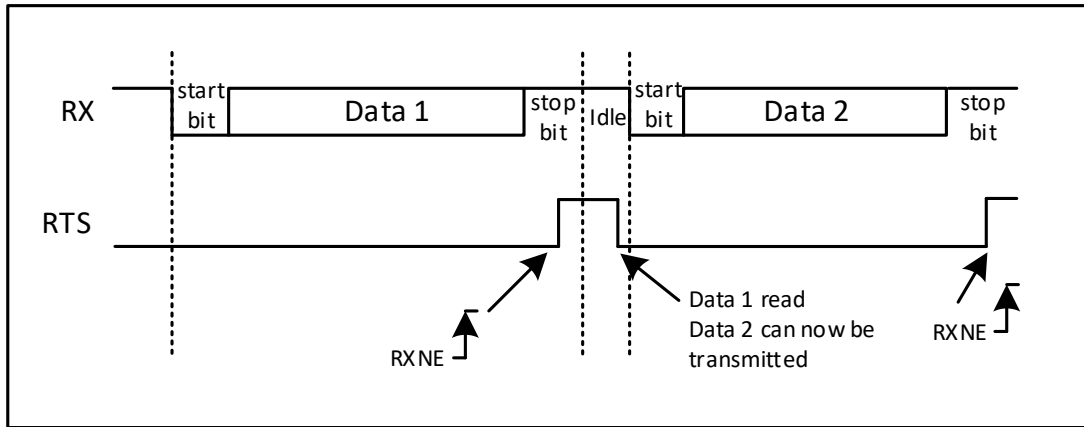 RX
start
bit
Data 1
stop
bit
Idle
start
bit
Data 2
stop
bit
RTS
RXNE
Data 1 read
Data 2 can now be
transmitted
RXNE